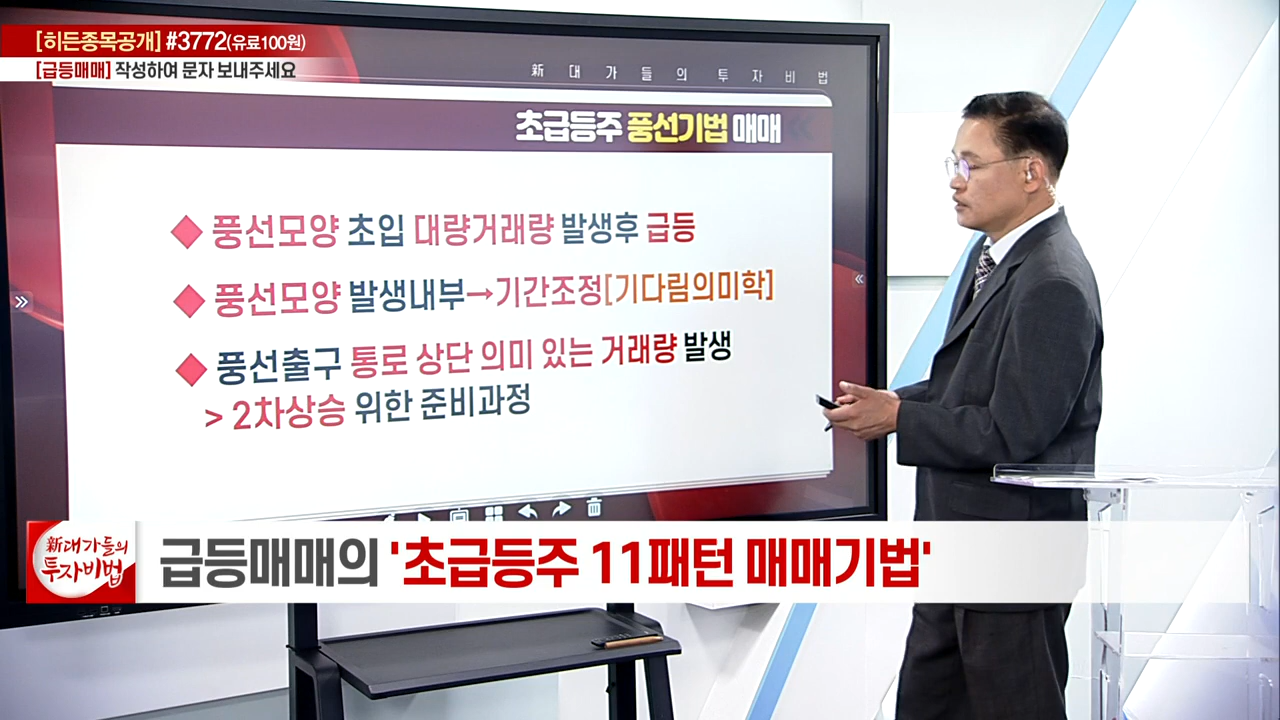 [히든종목공개] #3772(유료100원)
[급등매매] 작성하여 문자 보내주세요
新 대 가 들 의 투 자 비 법
초급등주 풍선기법 매매
◆ 풍선모양 초입 대량거래량 발생후 급등
◆ 풍선모양 발생내부→기간조정[기다림의미학]
◆ 풍선출구 통로 상단 의미 있는 거래량 발생
> 2차상승 위한 준비과정
新대가들의
투자비법
급등매매의 '초급등주 11패턴 매매기법'